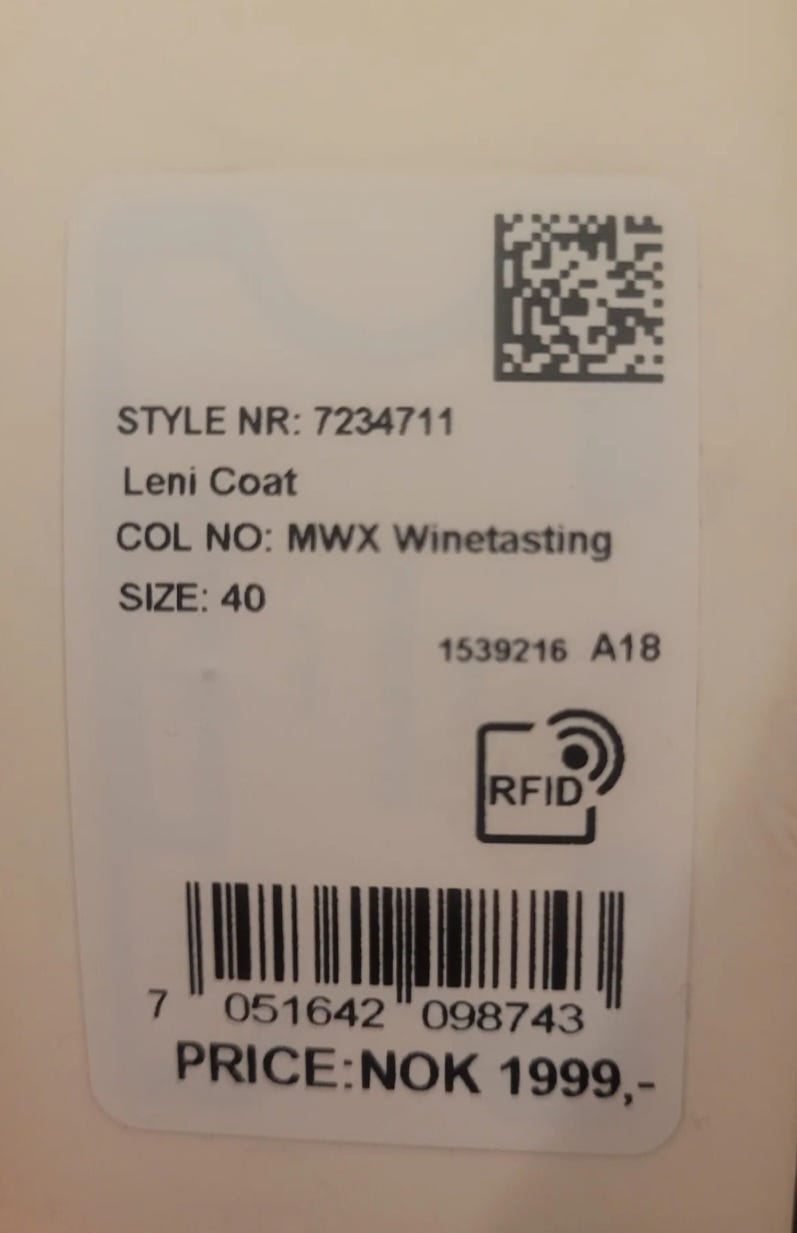 STYLE NR: 7234711
Leni Coat
COL NO: MWX Winetasting
SIZE: 40
1539216 A18
RFID
7 051642 098743
PRICE:NOK 1999,-